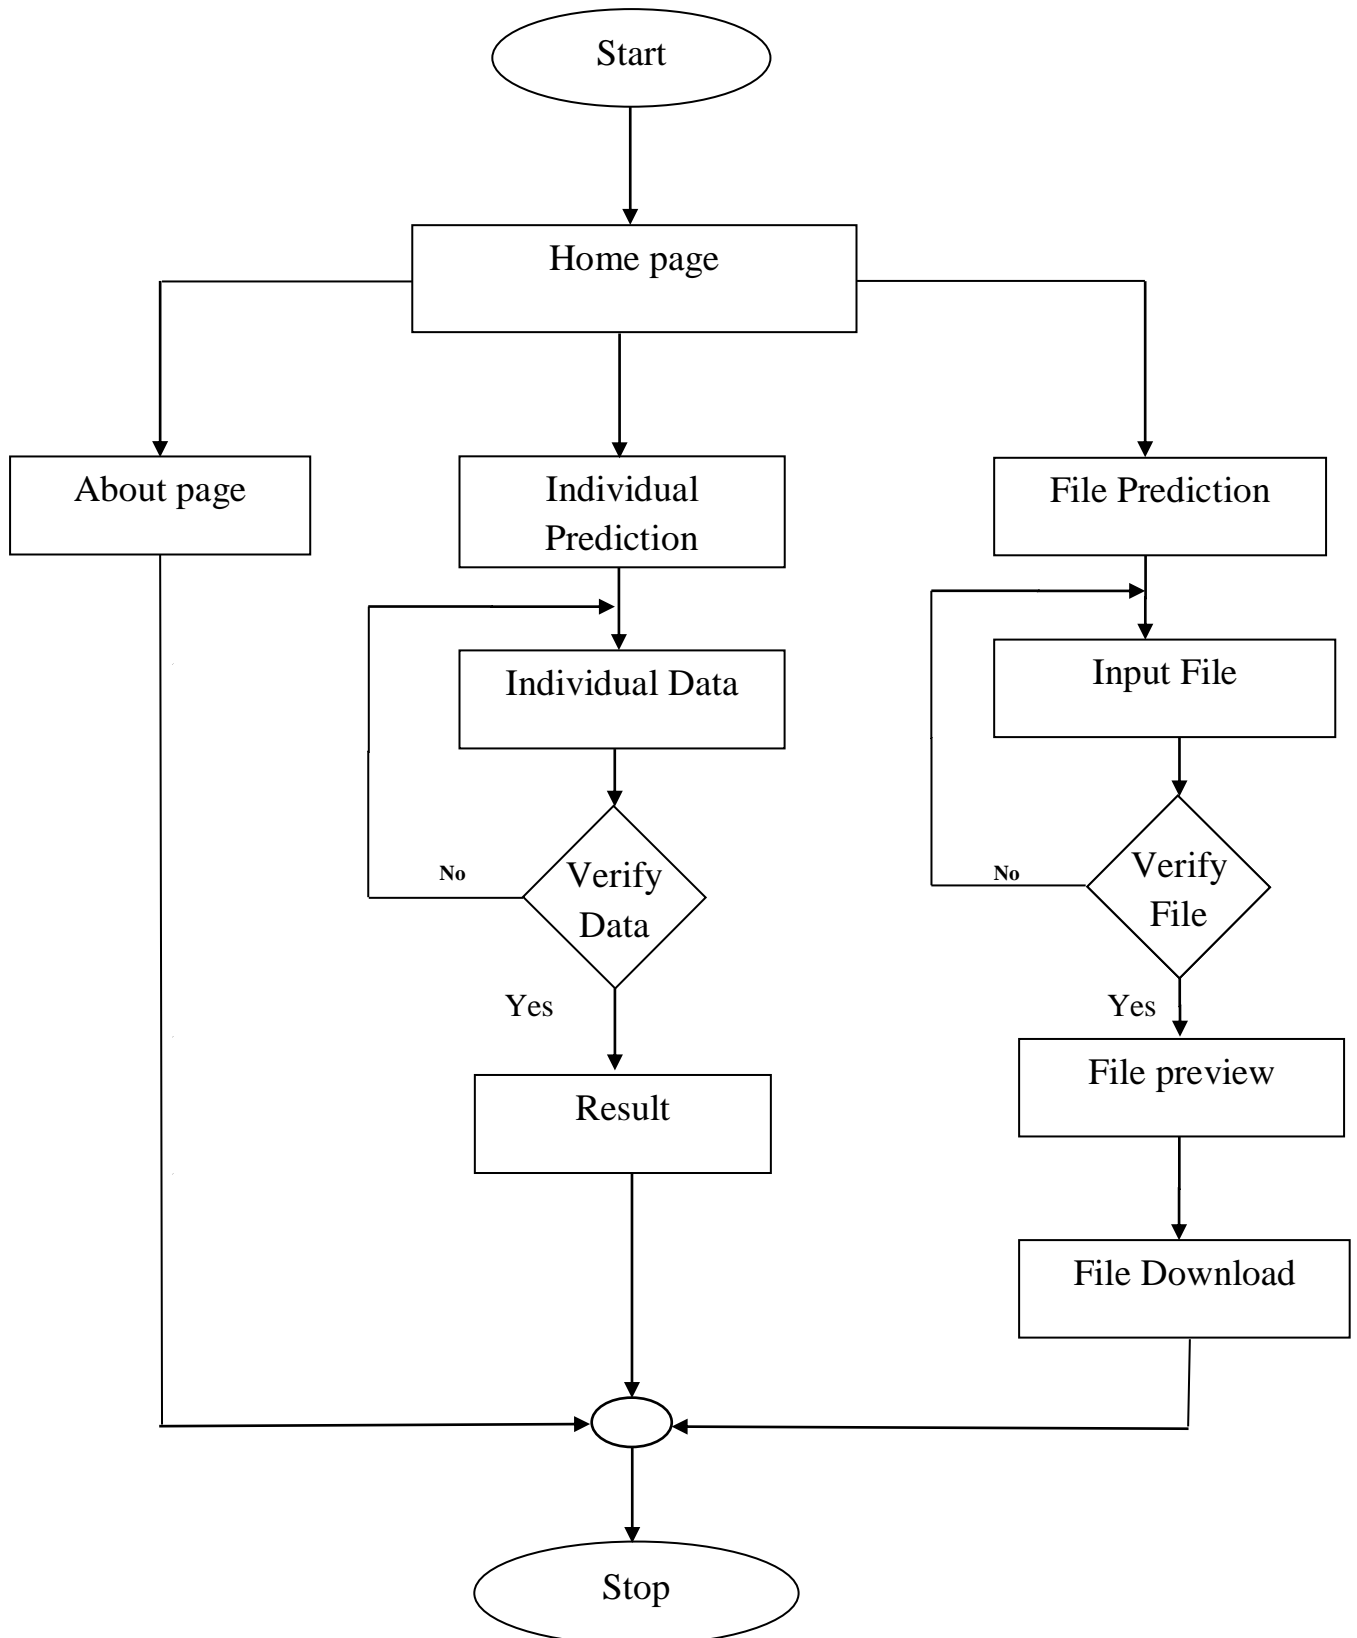 Start
Home page
About page
Individual
Prediction
File Prediction
Individual Data
Input File
No
Verify
Data
No
Verify
File
Yes
Yes
Result
File preview
File Download
Stop